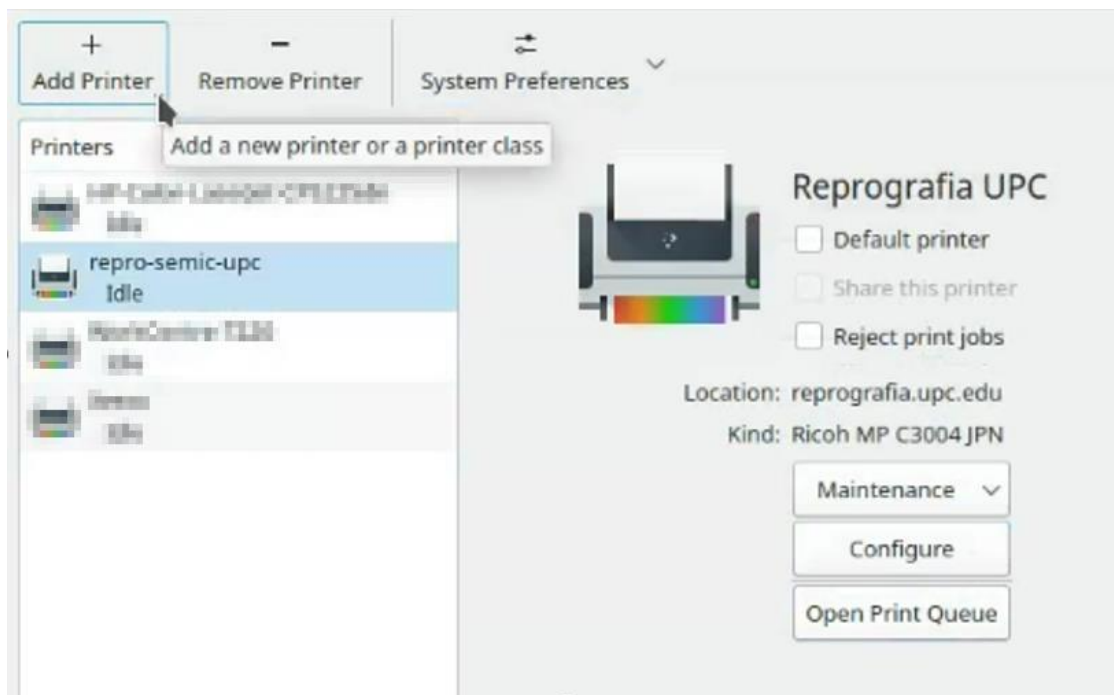 Add Printer
Remove Printer
System Preferences
Printers
Add a new printer or a printer class
repro-semic-upc
Idle
Reprografia UPC
Default printer
Share this printer
Reject print jobs
Location: reprografia.upc.edu
Kind: Ricoh MP C3004 JPN
Maintenance
Configure
Open Print Queue